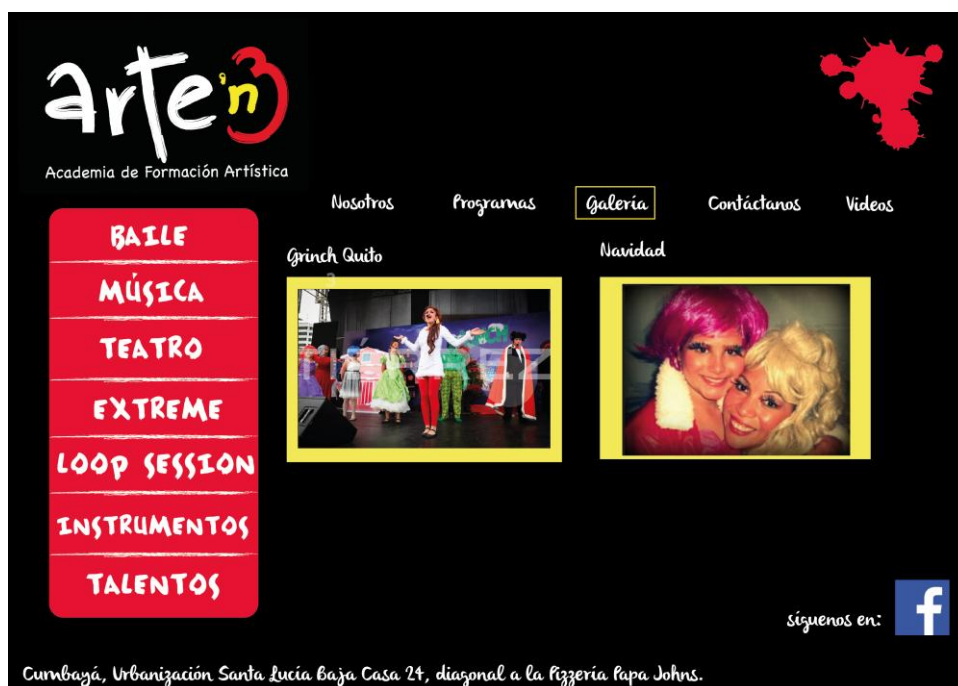 arte'n3
Academia de Formación Artística
Nosotros Programas Galería Contáctanos Videos
BAILE
MÚSICA
TEATRO
EXTREME
LOOP SESSION
INSTRUMENTOS
TALENTOS
Grinch Quito
Navidad
síguenos en:
f
Cumbayá, Urbanización Santa Lucía Baja Casa 24, diagonal a la Pizzería Papa Johns.